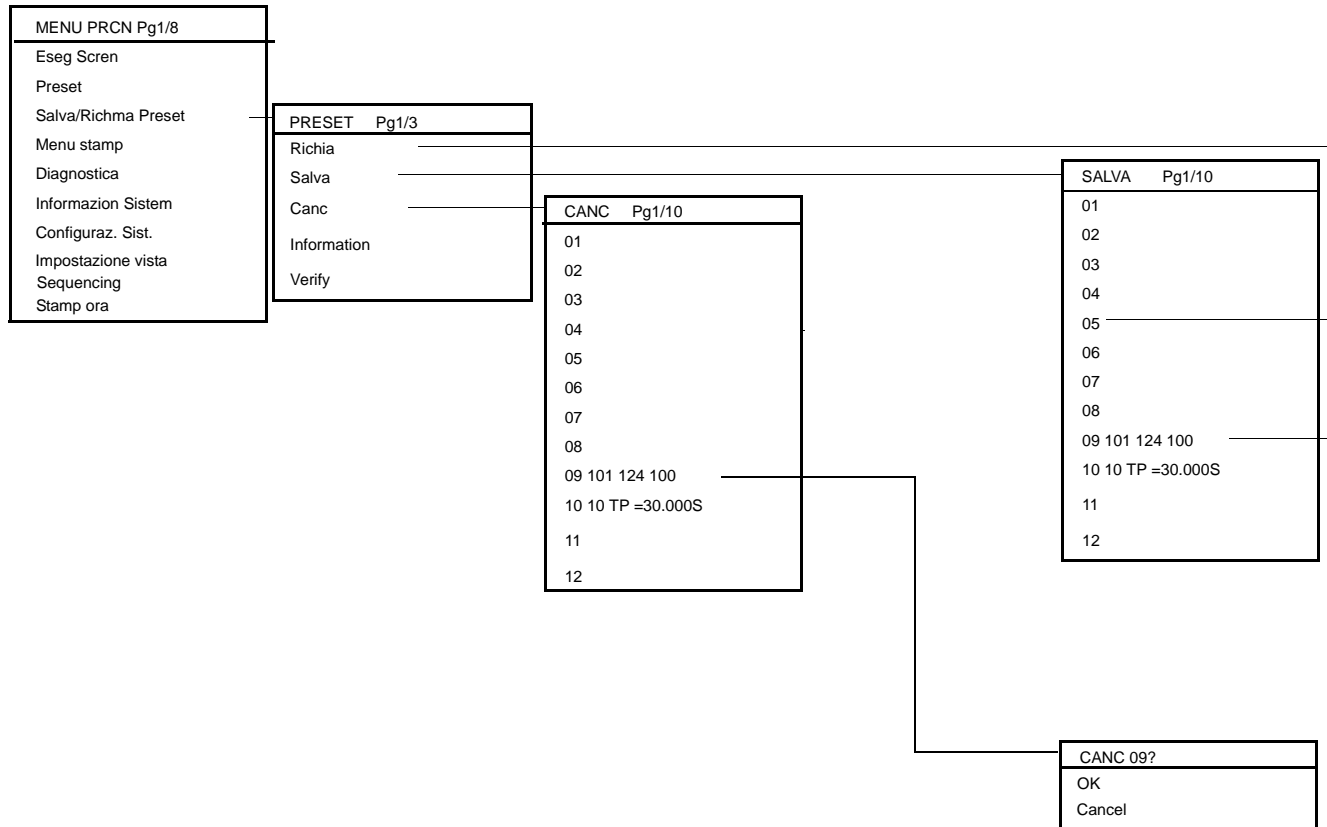 MENU PRCN Pg1/8
Eseg Scren
Preset
Salva/Richma Preset
Menu stamp
Diagnostica
Informazion Sistem
Configuraz. Sist.
Impostazione vista
Sequencing
Stamp ora
PRESET Pg1/3
Richia
Salva
Canc
Information
Verify
CANC Pg1/10
01
02
03
04
05
06
07
08
09 101 124 100
10 10 TP =30.000S
11
12
SALVA Pg1/10
01
02
03
04
05
06
07
08
09 101 124 100
10 10 TP =30.000S
11
12
CANC 09?
OK
Cancel